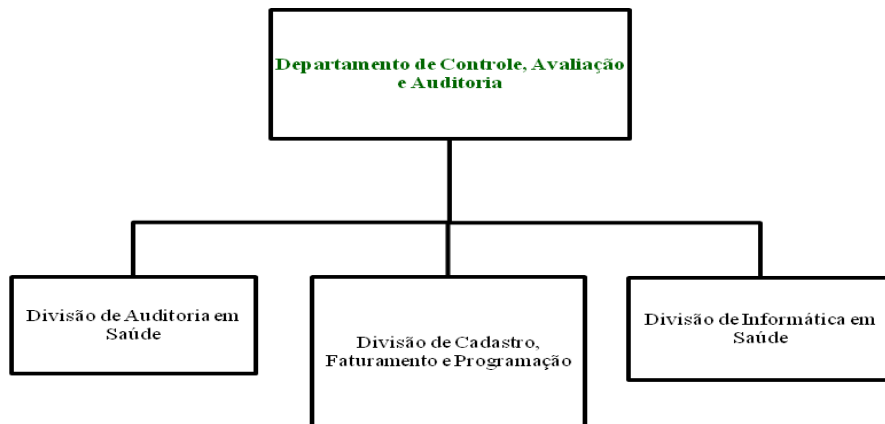 Departamento de Controle, Avaliação
e Auditoria
Divisão de Auditoria em
Saúde
Divisão de Cadastro,
Faturamento e Programação
Divisão de Informática em
Saúde